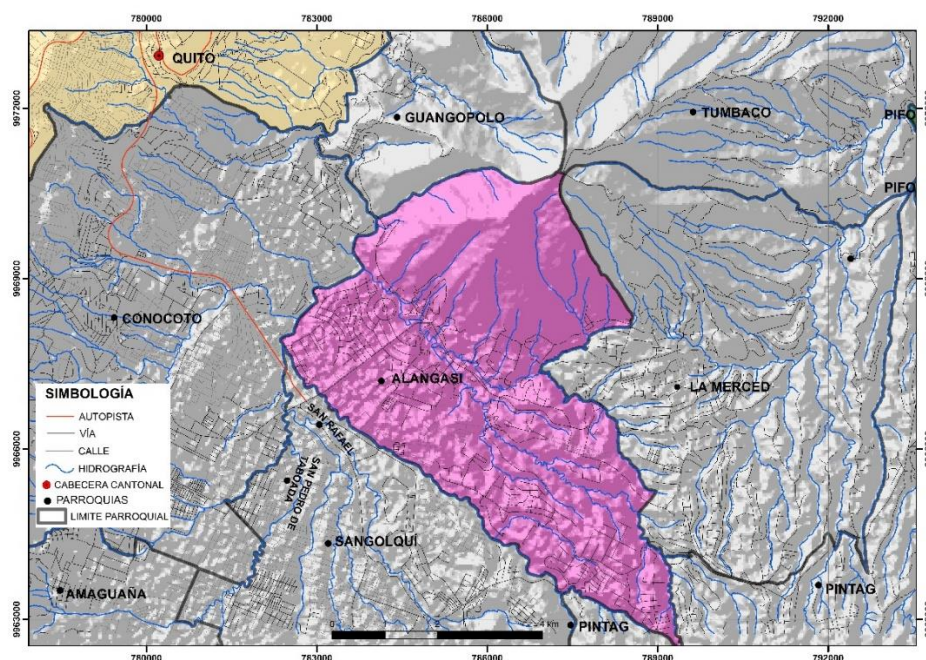 780000 783000 786000 789000 792000
QUITO
9972000
GUANGOPOLO
TUMBACO
PIFO
PIFO
9969000
CONOCOTO
ALANGASI
LA MERCED
SIMBOLOGÍA
AUTOPISTA
VÍA
CALLE
HIDROGRAFÍA
CABECERA CANTONAL
PARROQUIAS
LIMITE PARROQUIAL
SAN RAFAEL
9966000
SAN PEDRO DE
TABOADA
SANGOLQUÍ
AMAGUAÑA
PINTAG
PINTAG
9963000
0 2 4 km
780000 783000 786000 789000 792000